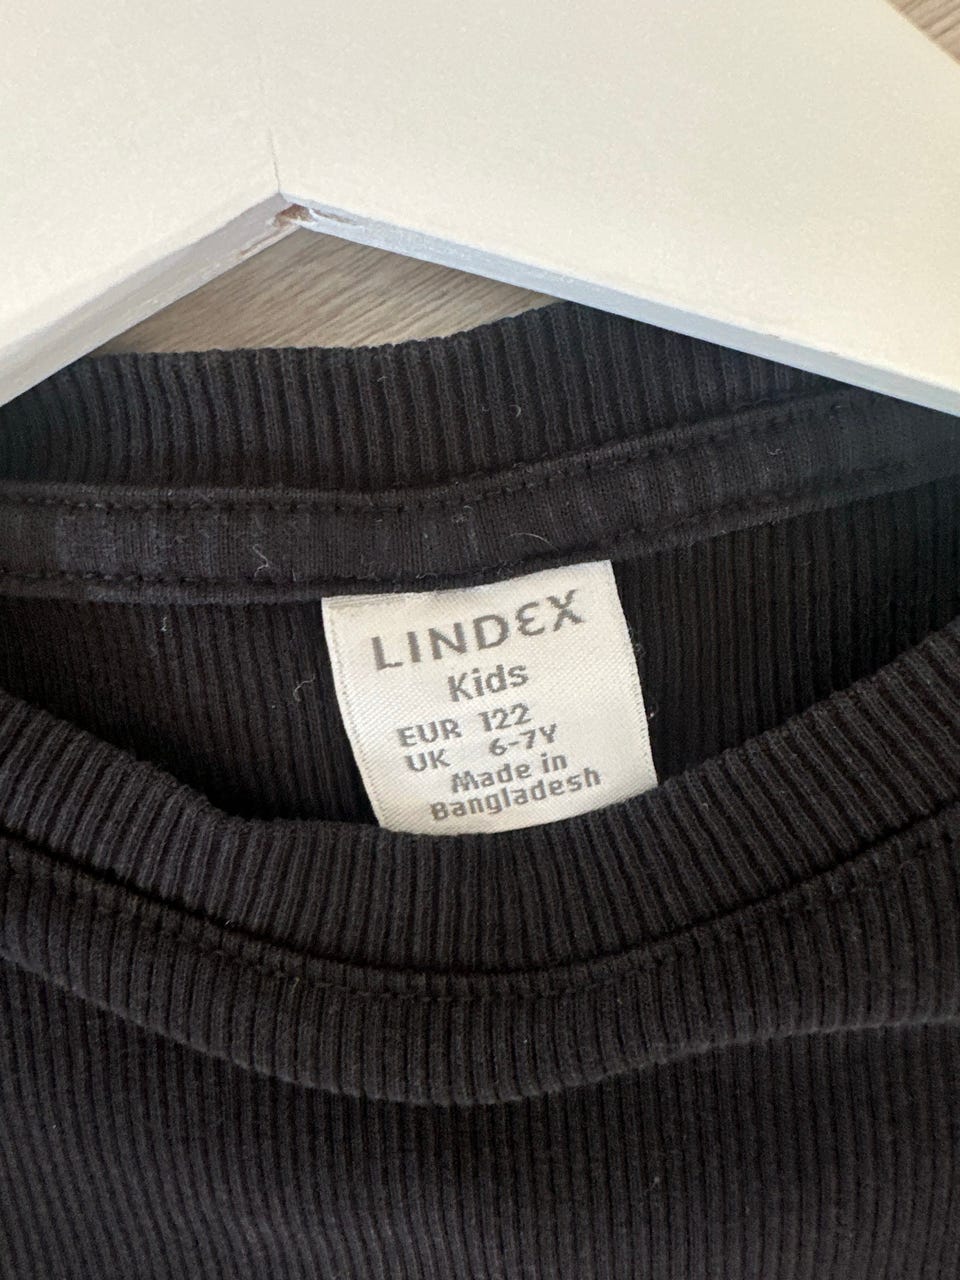 LINDEX
Kids
EUR 122
UK 6-7Y
Made in
Bangladesh